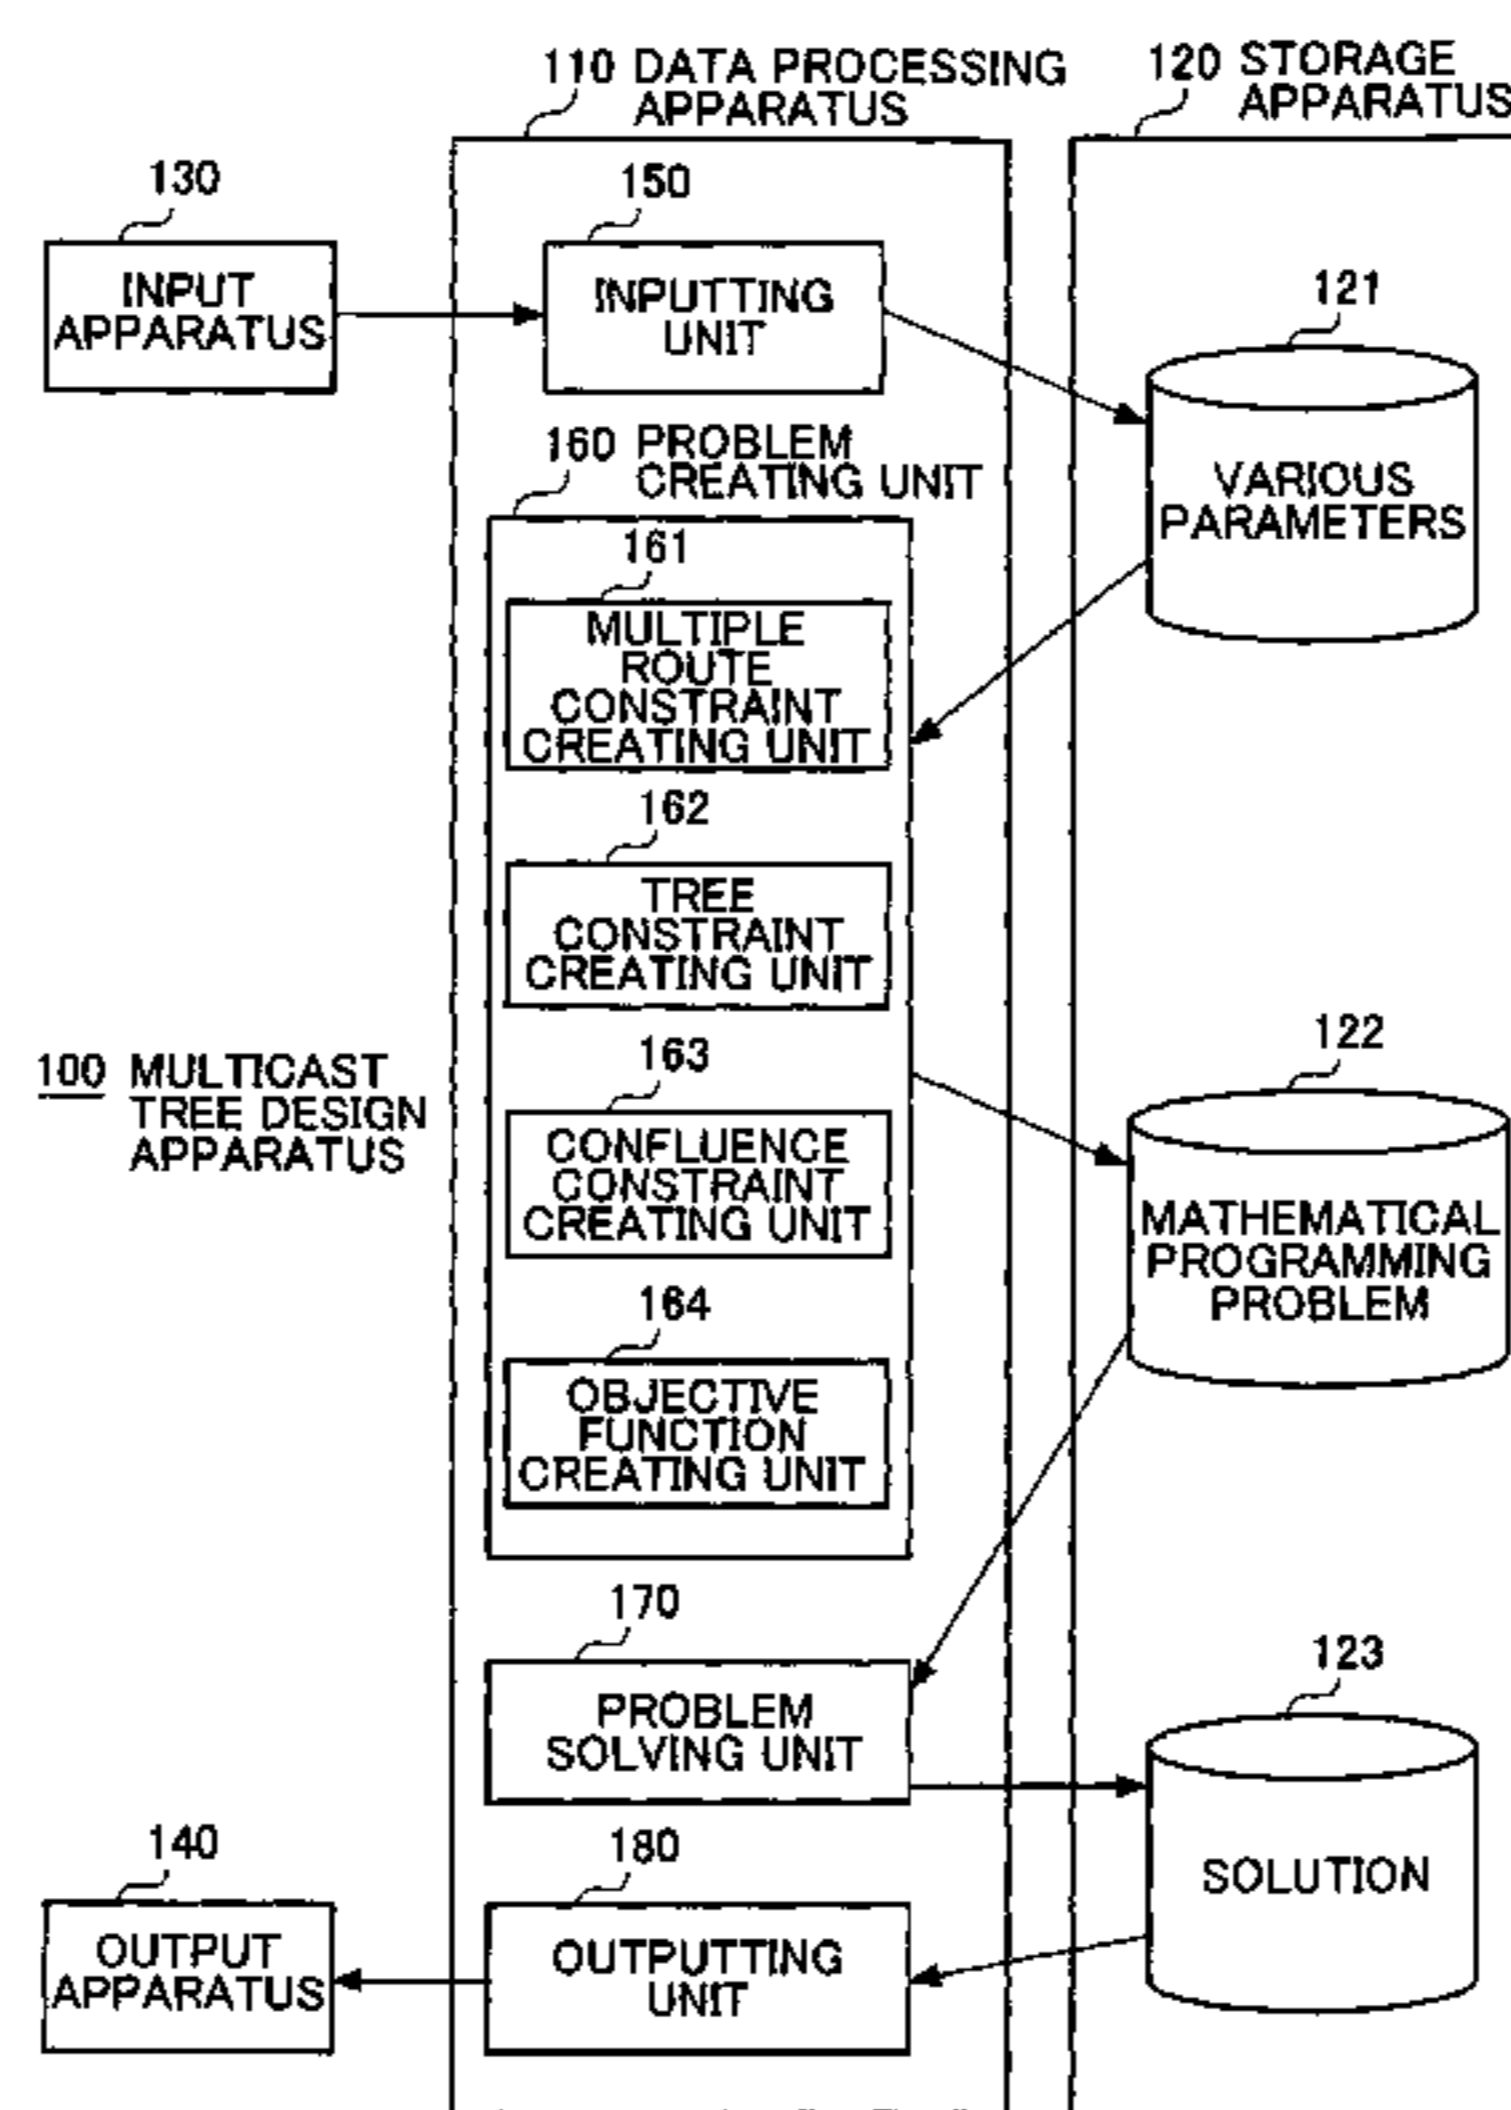 110 DATA PROCESSING
APPARATUS
120 STORAGE
APPARATUS
130
INPUT
APPARATUS
150
INPUTTING
UNIT
121
VARIOUS
PARAMETERS
160 PROBLEM
CREATING UNIT
161
MULTIPLE
ROUTE
CONSTRAINT
CREATING UNIT
162
TREE
CONSTRAINT
CREATING UNIT
100 MULTICAST
TREE DESIGN
APPARATUS
163
CONFLUENCE
CONSTRAINT
CREATING UNIT
122
MATHEMATICAL
PROGRAMMING
PROBLEM
164
OBJECTIVE
FUNCTION
CREATING UNIT
170
PROBLEM
SOLVING UNIT
123
SOLUTION
140
OUTPUT
APPARATUS
180
OUTPUTTING
UNIT